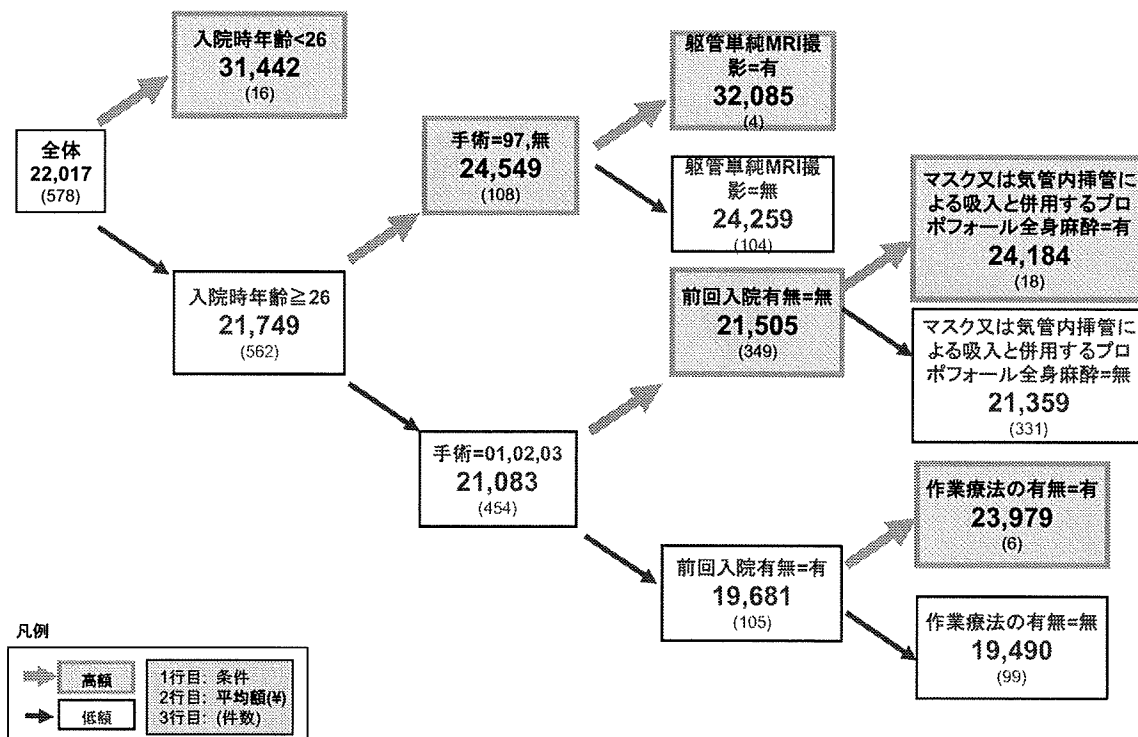 入院時年齢<26
31,442
(16)
全体
22,017
(578)
入院時年齢≧26
21,749
(562)
手術=97,無
24,549
(108)
手術=01,02,03
21,083
(454)
躯管単純MRI撮
影=有
32,085
(4)
躯管単純MRI撮
影=無
24,259
(104)
前回入院有無=無
21,505
(349)
前回入院有無=有
19,681
(105)
マスク又は気管内挿管に
よる吸入と併用するプロ
ポフォール全身麻酔=有
24,184
(18)
マスク又は気管内挿管に
よる吸入と併用するプロ
ポフォール全身麻酔=無
21,359
(331)
作業療法の有無=有
23,979
(6)
作業療法の有無=無
19,490
(99)
凡例
高額
低額
1行目: 条件
2行目: 平均額(¥)
3行目: (件数)